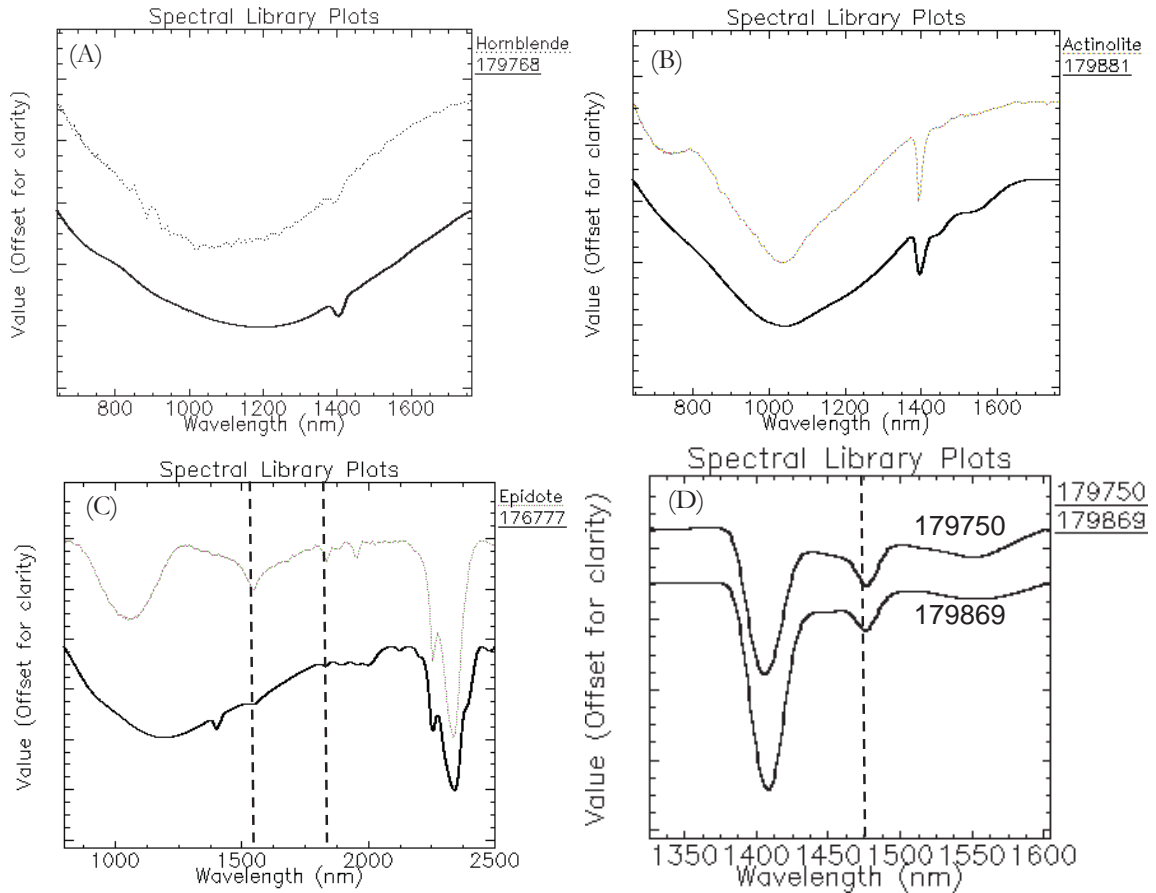 Spectral Library Plots
(A)
Hornblende
179768
Value (Offset for clarity)
800 1000 1200 1400 1600
Wavelength (nm)
Spectral Library Plots
(B)
Actinolite
179881
Value (Offset for clarity)
800 1000 1200 1400 1600
Wavelength (nm)
Spectral Library Plots
(C)
Epidote
176777
Value (Offset for clarity)
1000 1500 2000 2500
Wavelength (nm)
Spectral Library Plots
(D)
179750
179869
179750
179869
Value (Offset for clarity)
1350 1400 1450 1500 1550 1600
Wavelength (nm)